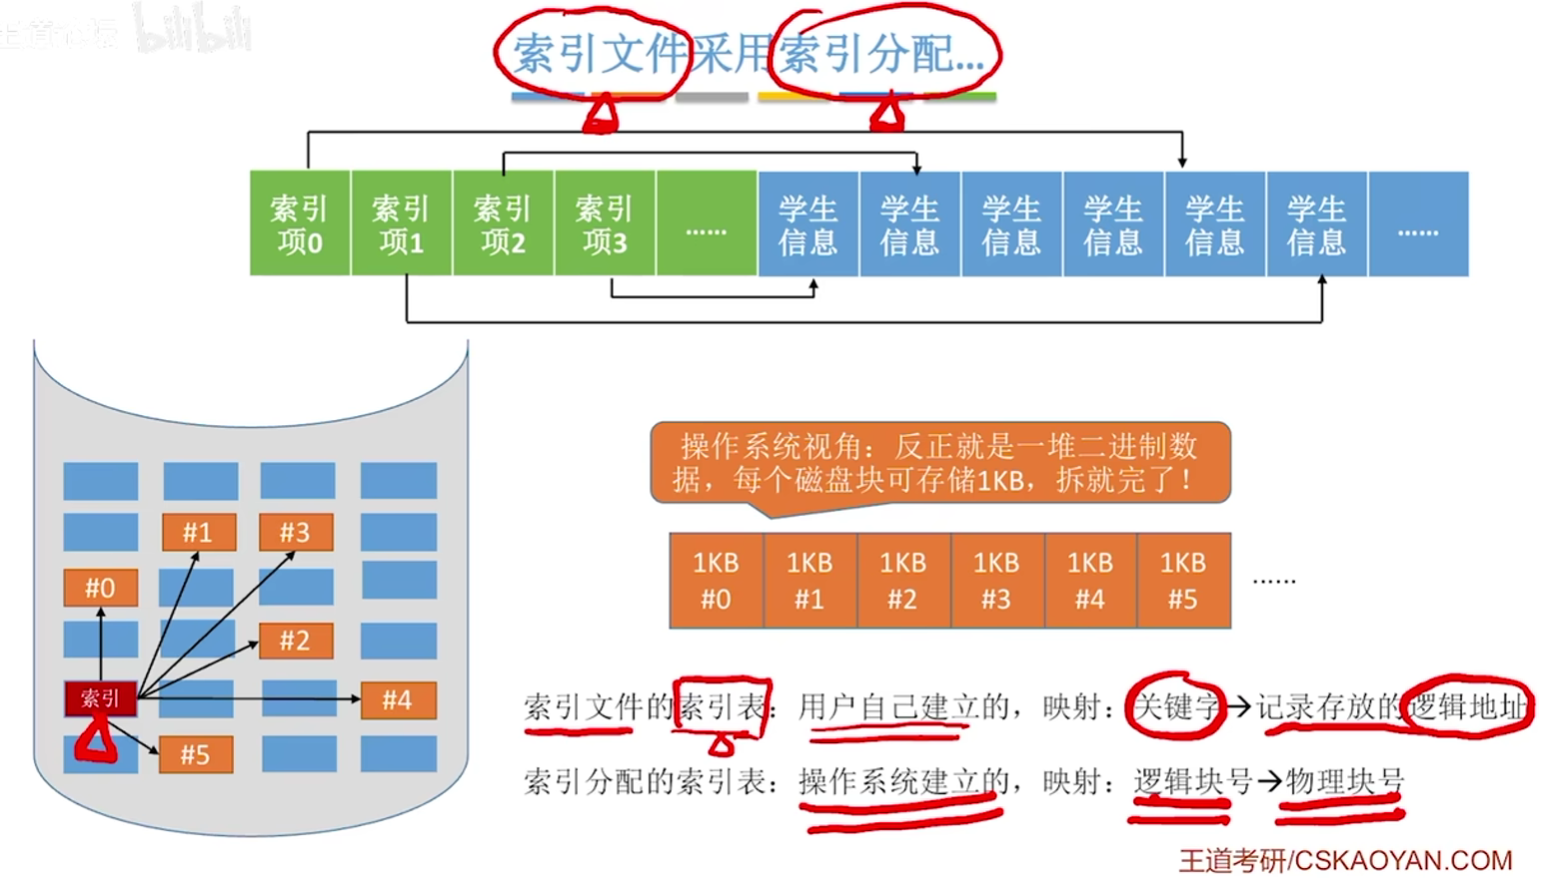 王道论坛 bilibili
索引文件采用索引分配...
索引
项0
索引
项1
索引
项2
索引
项3
......
学生
信息
学生
信息
学生
信息
学生
信息
学生
信息
学生
信息
......
操作系统视角：反正就是一堆二进制数
据，每个磁盘块可存储1KB，拆就完了！
#1
#3
#0
#2
索引
#4
#5
1KB
#0
1KB
#1
1KB
#2
1KB
#3
1KB
#4
1KB
#5
......
索引文件的索引表：用户自己建立的，映射：关键字→记录存放的逻辑地址
索引分配的索引表：操作系统建立的，映射：逻辑块号→物理块号
王道考研/CSKAOYAN.COM